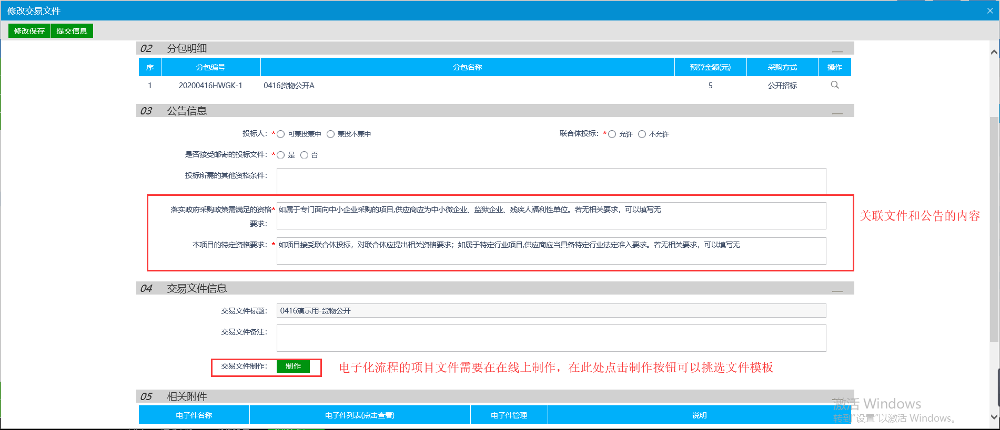 修改交易文件
修改保存 提交信息
02 分包明细
序 分包编号 分包名称 预算金额(元) 采购方式 操作
1 20200416HWGK-1 0416货物公开A 5 公开招标
03 公告信息
投标人： * 可兼投兼中 兼投不兼中 联合体投标： * 允许 不允许
是否接受邮寄的投标文件： * 是 否
投标所需的其他资格条件：
落实政府采购政策需满足的资格* 如属于专门面向中小企业采购的项目,供应商应为中小微企业、监狱企业、残疾人福利性单位。若无相关要求，可以填写无
要求：
关联文件和公告的内容
本项目的特定资格要求： * 如项目接受联合体投标，对联合体应提出相关资格要求；如属于特定行业项目,供应商应当具备特定行业法定准入要求。若无相关要求，可以填写无
04 交易文件信息
交易文件标题： 0416演示用-货物公开
交易文件备注：
交易文件制作： 制作 电子化流程的项目文件需要在在线上制作，在此处点击制作按钮可以挑选文件模板
05 相关附件
激活 Windows
电子件名称 电子件列表(点击查看) 电子件管理 说明
转到"设置"以激活 Windows。